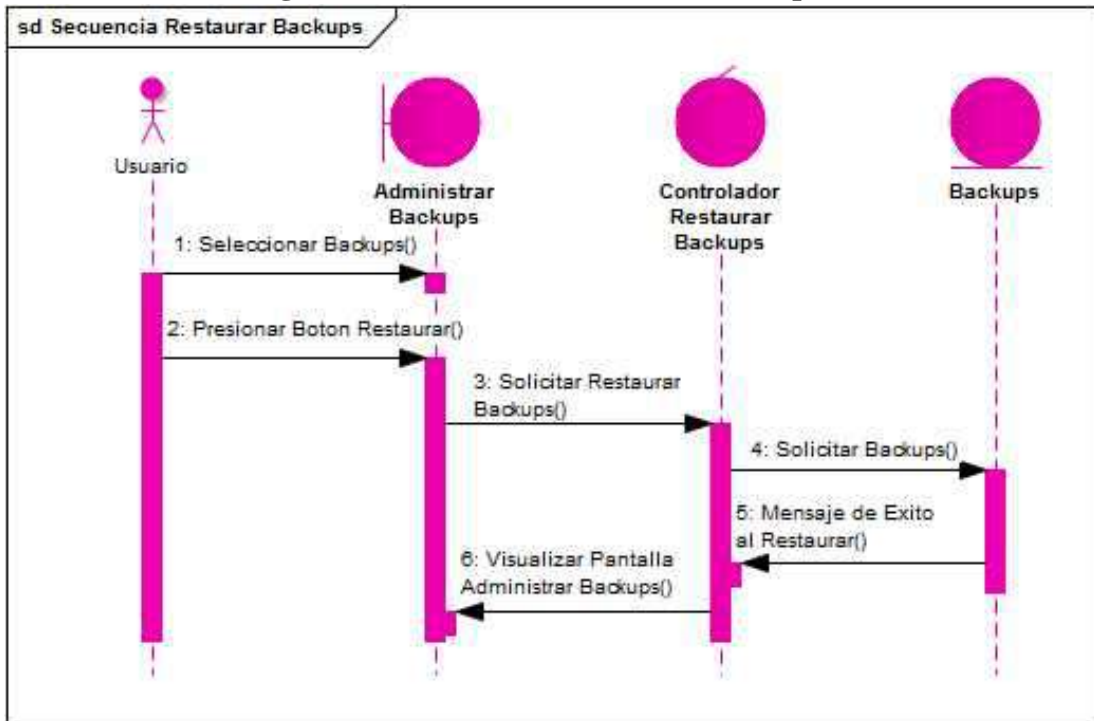 sd Secuencia Restaurar Backups
Usuario
Administrar
Backups
Controlador
Restaurar
Backups
Backups
1: Seleccionar Backups()
2: Presionar Boton Restaurar()
3: Solicitar Restaurar
Backups()
4: Solicitar Backups()
5: Mensaje de Exito
al Restaurar()
6: Visualizar Pantalla
Administrar Backups()